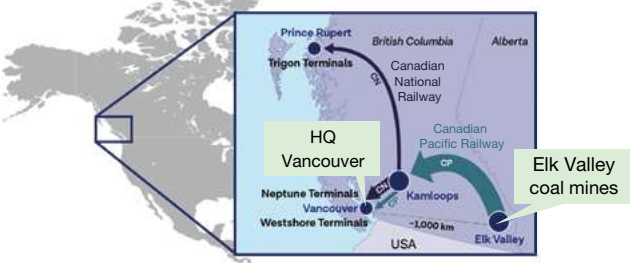 Prince Rupert
British Columbia
Alberta
Trigon Terminals
CN
Canadian
National
Railway
HQ
Vancouver
Canadian
Pacific Railway
CP
Elk Valley
coal mines
CN
CP
Kamloops
Neptune Terminals
Vancouver
Westshore Terminals
~1,000 km
Elk Valley
USA